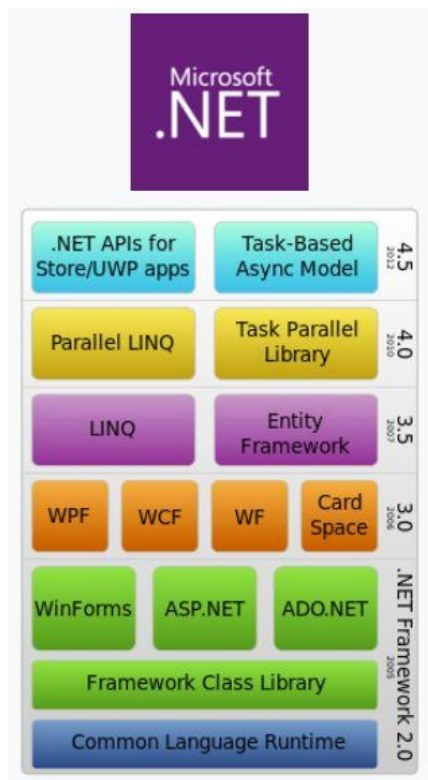 Microsoft
.NET
.NET APIs for
Store/UWP apps
Task-Based
Async Model
4.5
2012
Parallel LINQ
Task Parallel
Library
4.0
2010
LINQ
Entity
Framework
3.5
2007
WPF
WCF
WF
Card
Space
3.0
2006
WinForms
ASP.NET
ADO.NET
Framework Class Library
Common Language Runtime
.NET Framework 2.0
2005